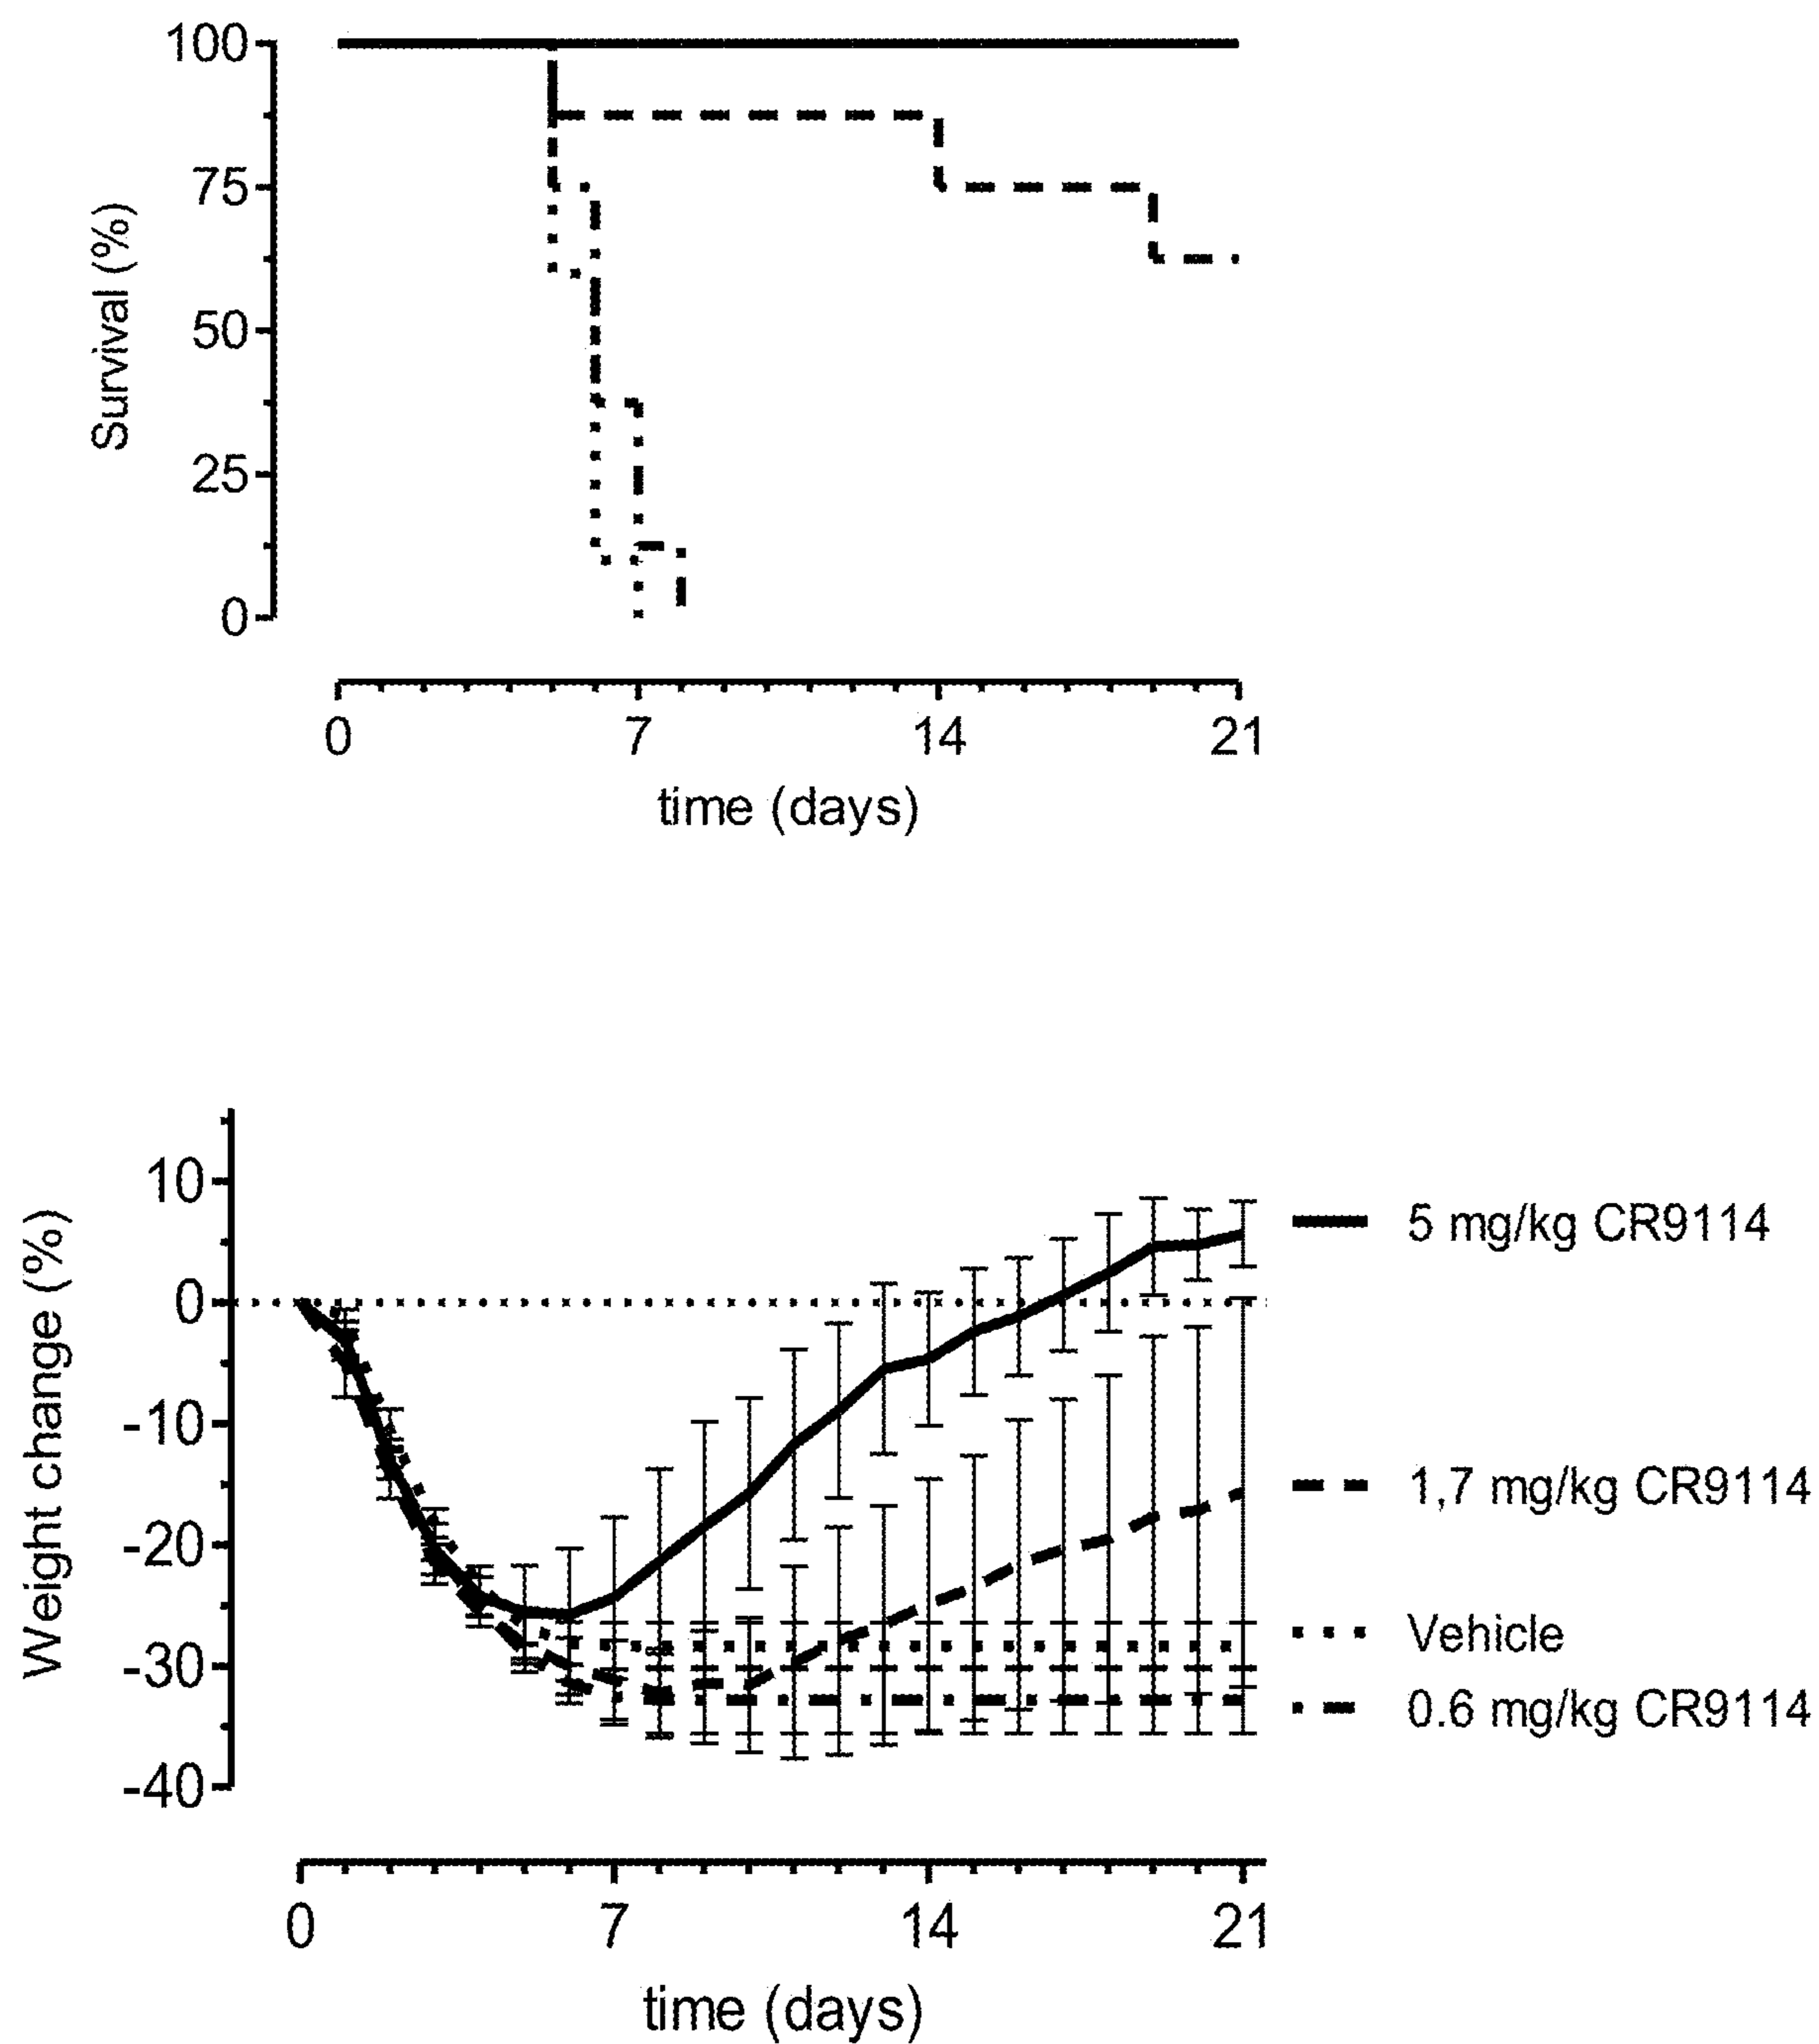 100
75
50
25
0
Survival (%)
0 7 14 21
time (days)
10
0
-10
-20
-30
-40
Weight change (%)
5 mg/kg CR9114
1,7 mg/kg CR9114
Vehicle
0.6 mg/kg CR9114
0 7 14 21
time (days)